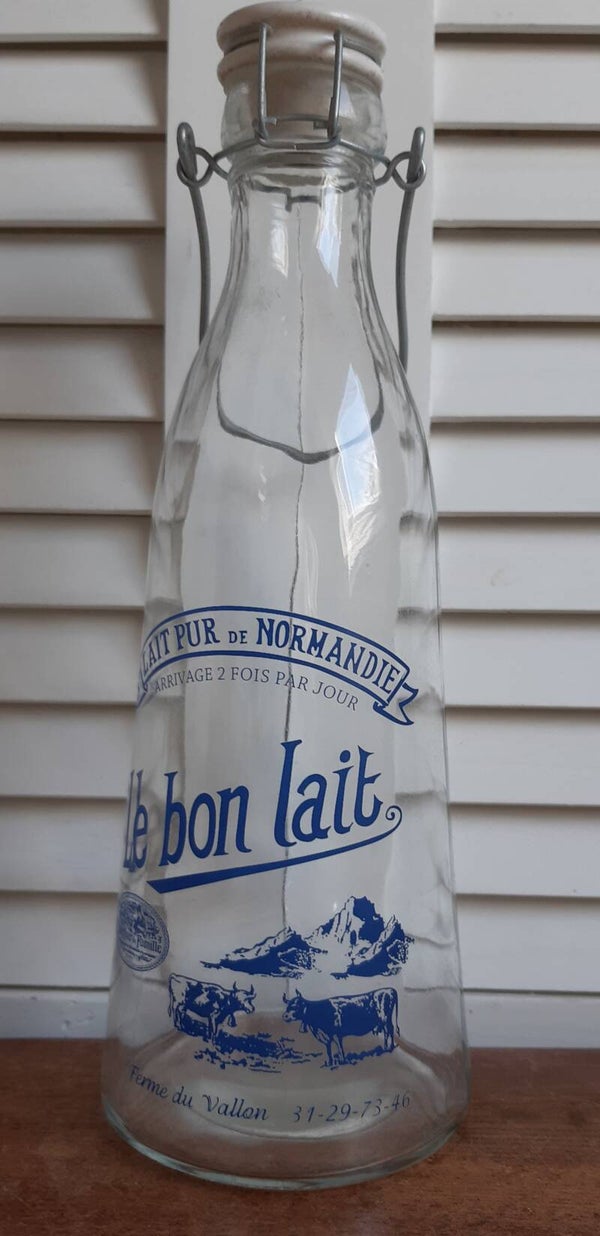 LAIT PUR DE NORMANDIE
ARRIVAGE 2 FOIS PAR JOUR
Le bon lait
Famille
Ferme du Vallon 31-29-73-46